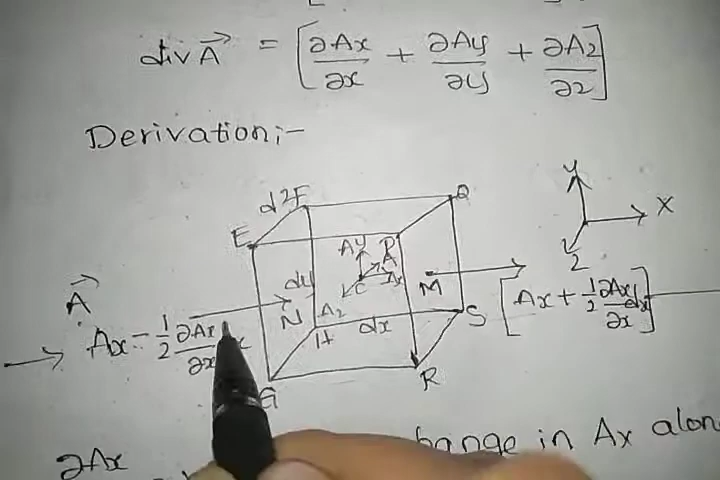 div A⃗ = [∂Ax/∂x + ∂Ay/∂y + ∂Az/∂z]
Derivation:-
dz F Q
E P y
Ay A x
dy C Ax M z
A⃗ N Az dx S [Ax + 1/2 ∂Ax/∂x dx]
Ax - 1/2 ∂Ax/∂x H
G R
change in Ax along
∂Ax